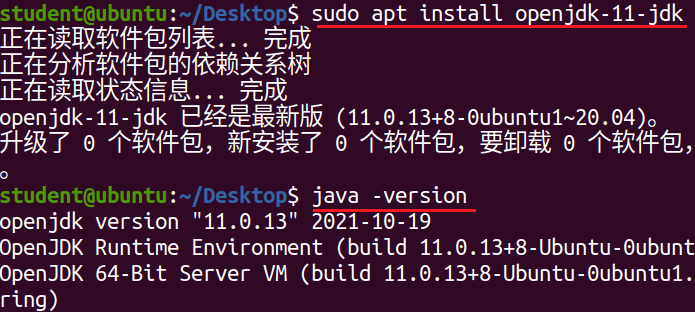 student@ubuntu:~/Desktop$ sudo apt install openjdk-11-jdk
正在读取软件包列表... 完成
正在分析软件包的依赖关系树
正在读取状态信息... 完成
openjdk-11-jdk 已经是最新版 (11.0.13+8-0ubuntu1~20.04)。
升级了 0 个软件包，新安装了 0 个软件包，要卸载 0 个软件包，
。
student@ubuntu:~/Desktop$ java -version
openjdk version "11.0.13" 2021-10-19
OpenJDK Runtime Environment (build 11.0.13+8-Ubuntu-0ubunt
OpenJDK 64-Bit Server VM (build 11.0.13+8-Ubuntu-0ubuntu1.
ring)